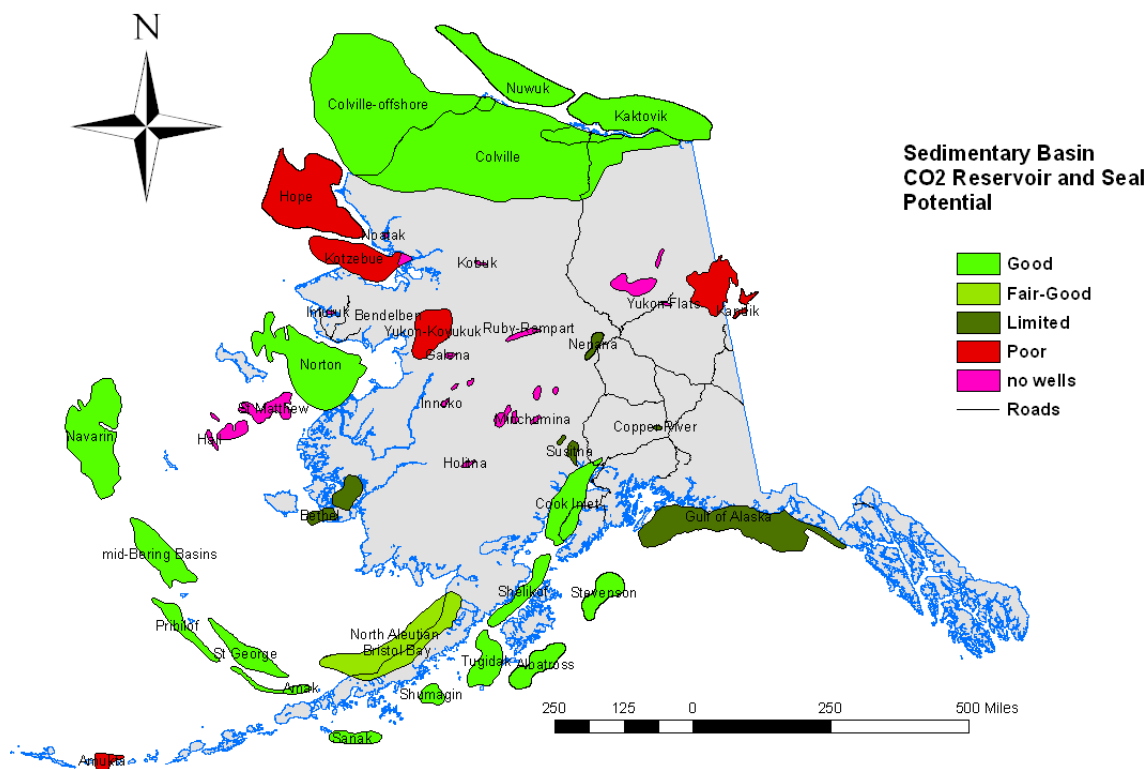 N
Nuwuk
Colville-offshore
Kaktovik
Colville
Sedimentary Basin
CO2 Reservoir and Seal
Potential
Good
Fair-Good
Limited
Poor
no wells
Roads
Hope
Noatak
Kotzebue
Kobuk
Yukon-Flats
Kandik
Imuruk
Bendelben
Yukon-Koyukuk
Ruby-Rampart
Nenana
Galena
Norton
Innoko
St Matthew
Minchumina
Copper River
Navarin
Hall
Susitna
Holitna
Cook Inlet
Bethel
Gulf of Alaska
mid-Bering Basins
Shelikof
Stevenson
Pribilof
North Aleutian
Bristol Bay
St George
Tugidak
Albatross
Amak
Shumagin
Sanak
Amukta
250 125 0 250 500 Miles